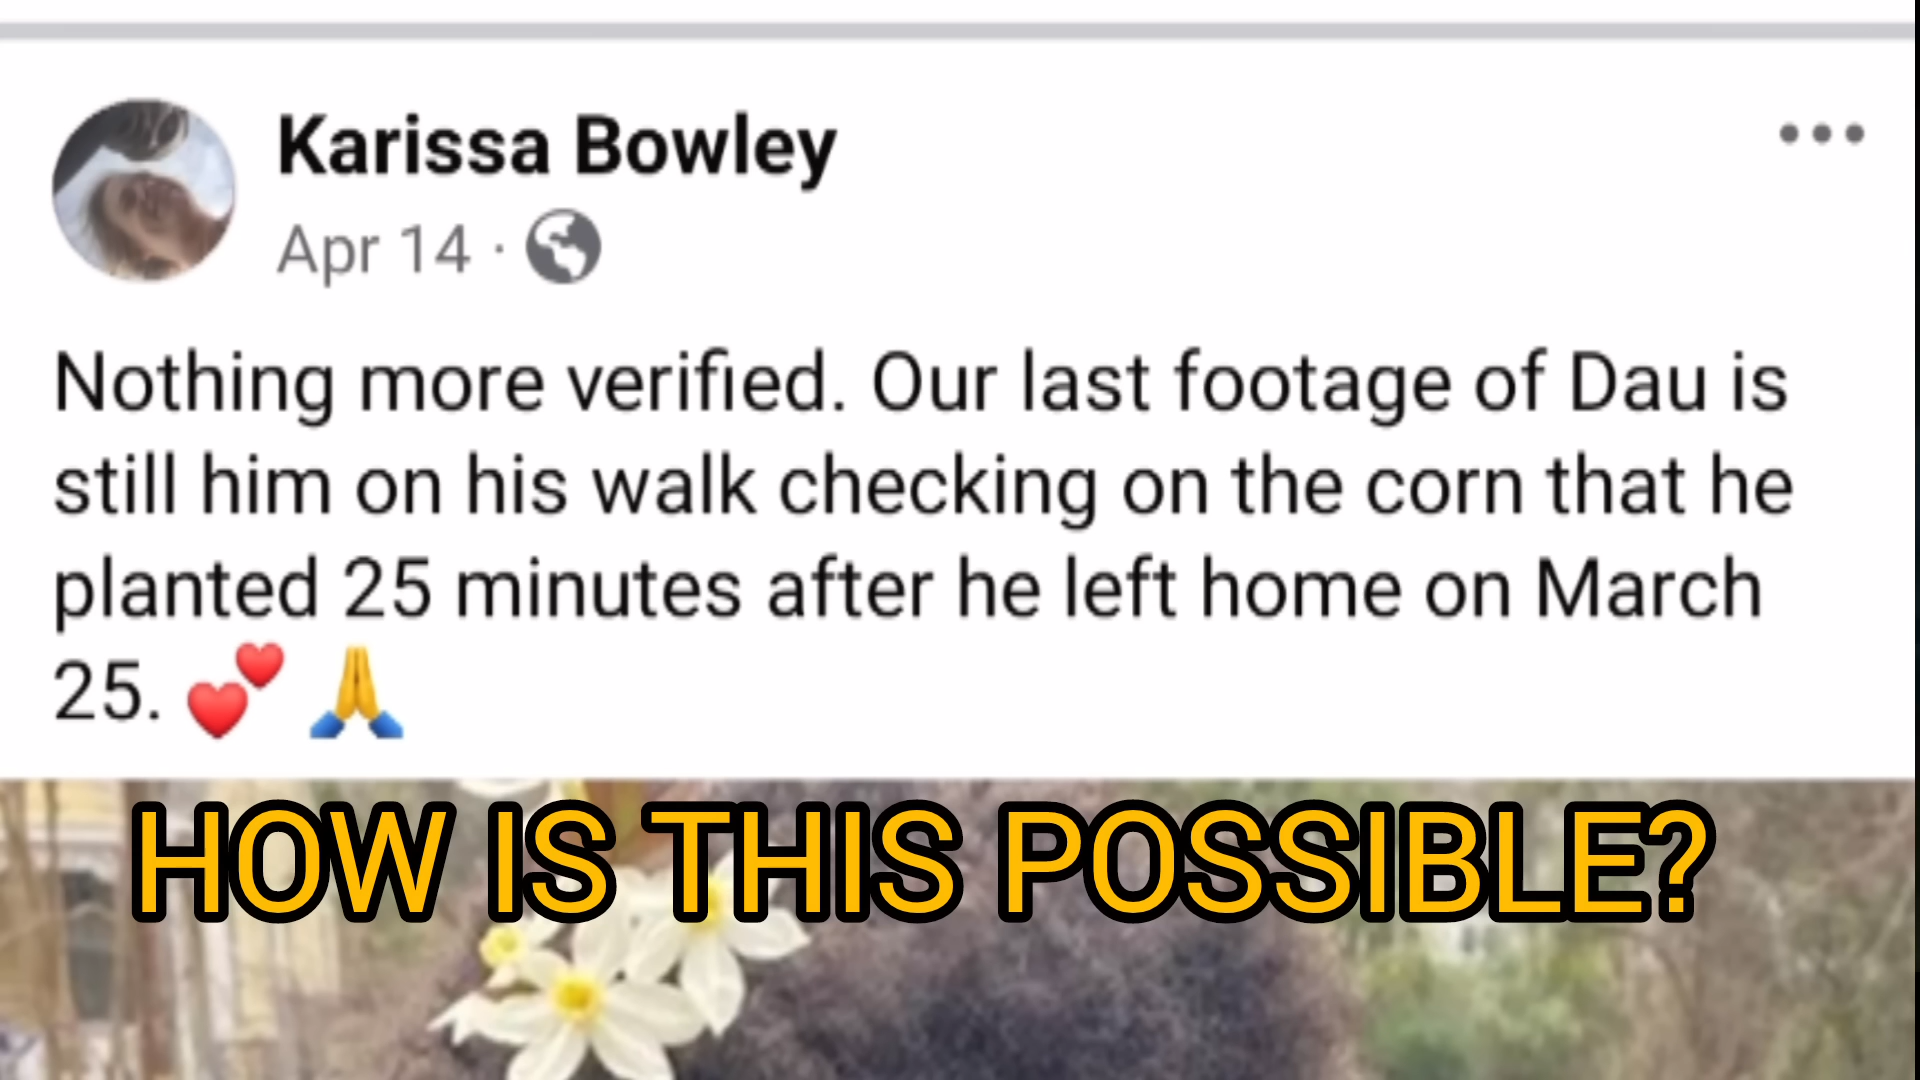 Karissa Bowley
Apr 14 ·
Nothing more verified. Our last footage of Dau is
still him on his walk checking on the corn that he
planted 25 minutes after he left home on March
25. 💕 🙏
HOW IS THIS POSSIBLE?